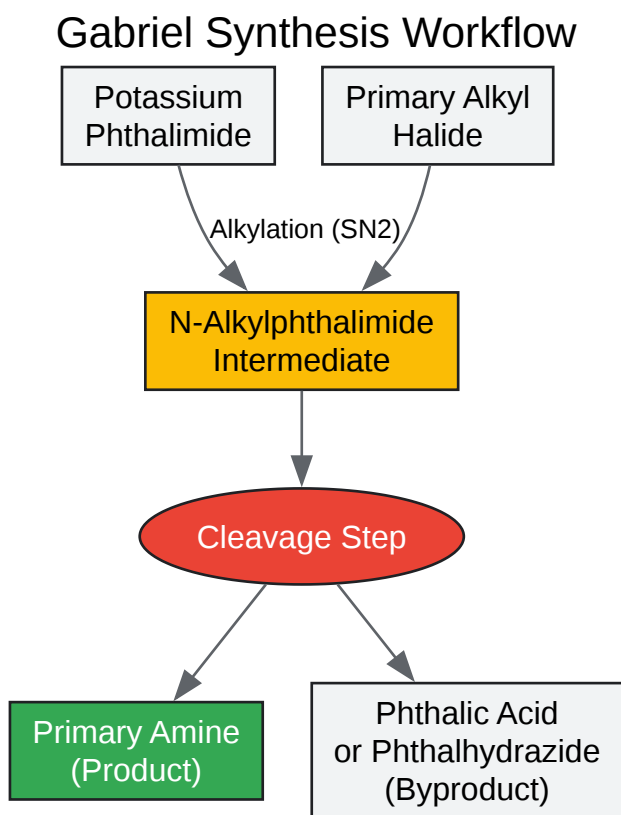 Gabriel Synthesis Workflow
Potassium
Phthalimide
Primary Alkyl
Halide
Alkylation (SN2)
N-Alkylphthalimide
Intermediate
Cleavage Step
Primary Amine
(Product)
Phthalic Acid
or Phthalhydrazide
(Byproduct)